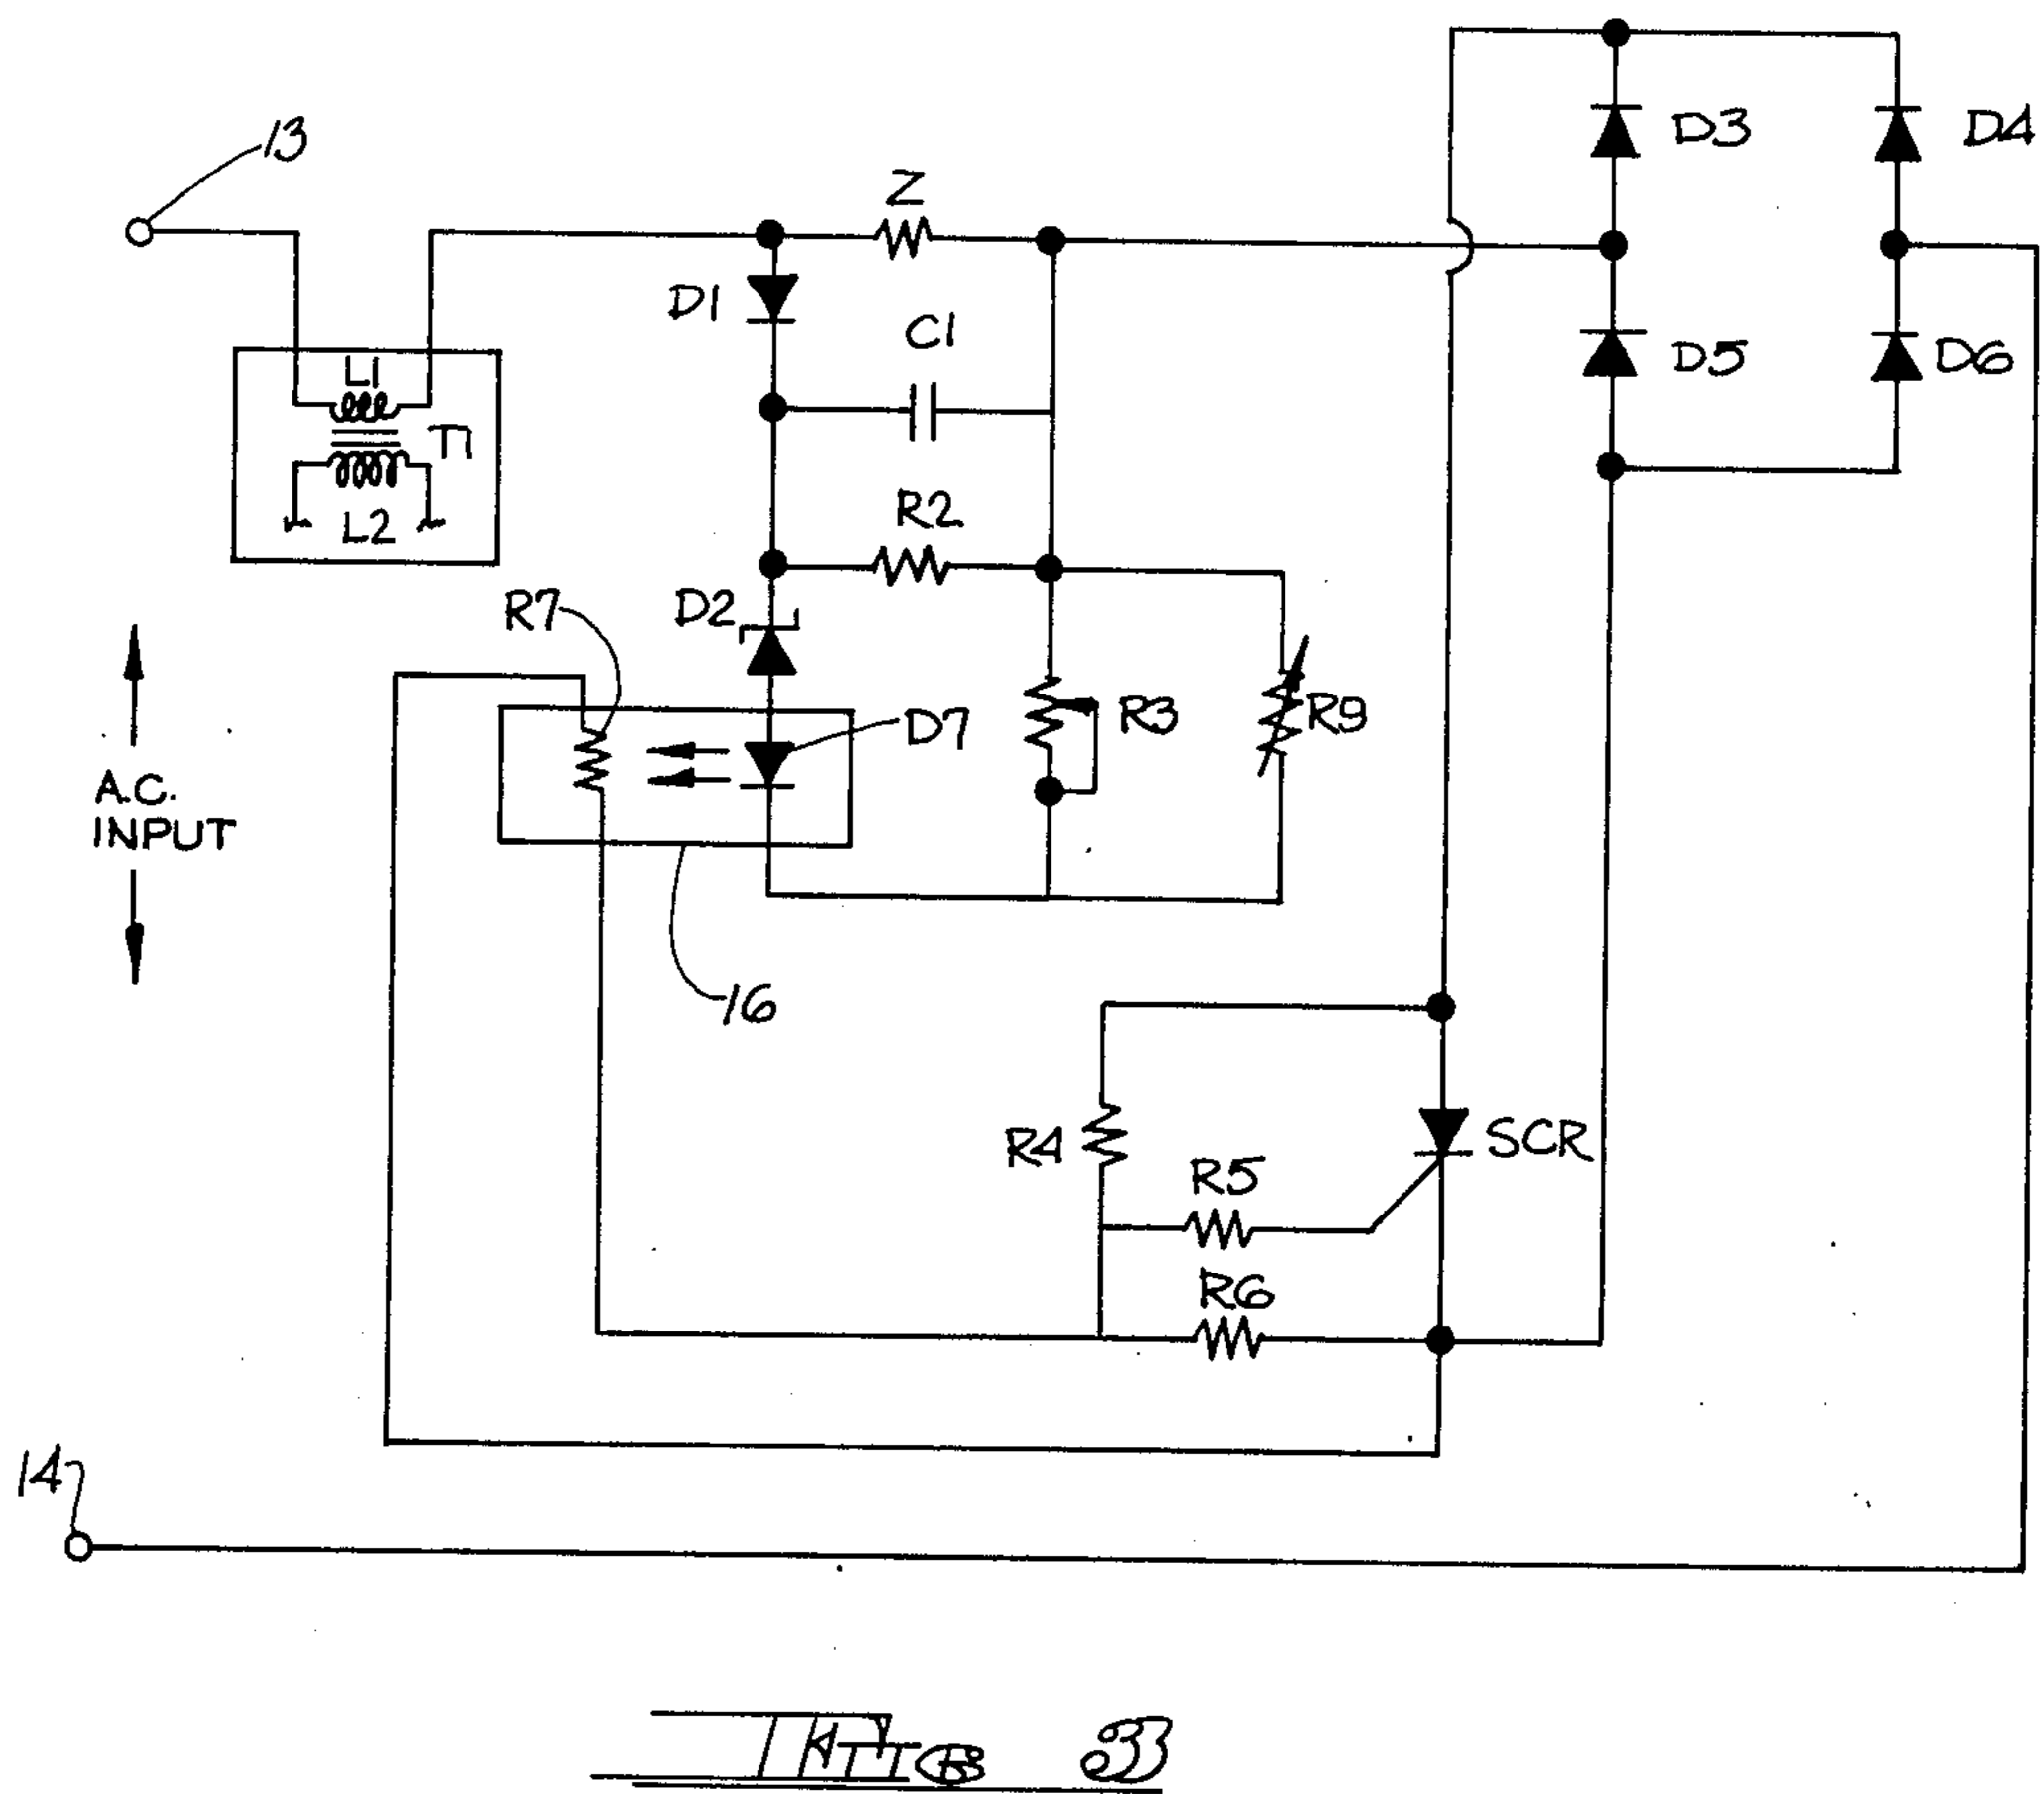 13
Z
D3
D4
D1
C1
D5
D6
L1
T1
L2
R2
R7
D2
D7
R3
R9
A.C.
INPUT
16
R4
R5
SCR
R6
14